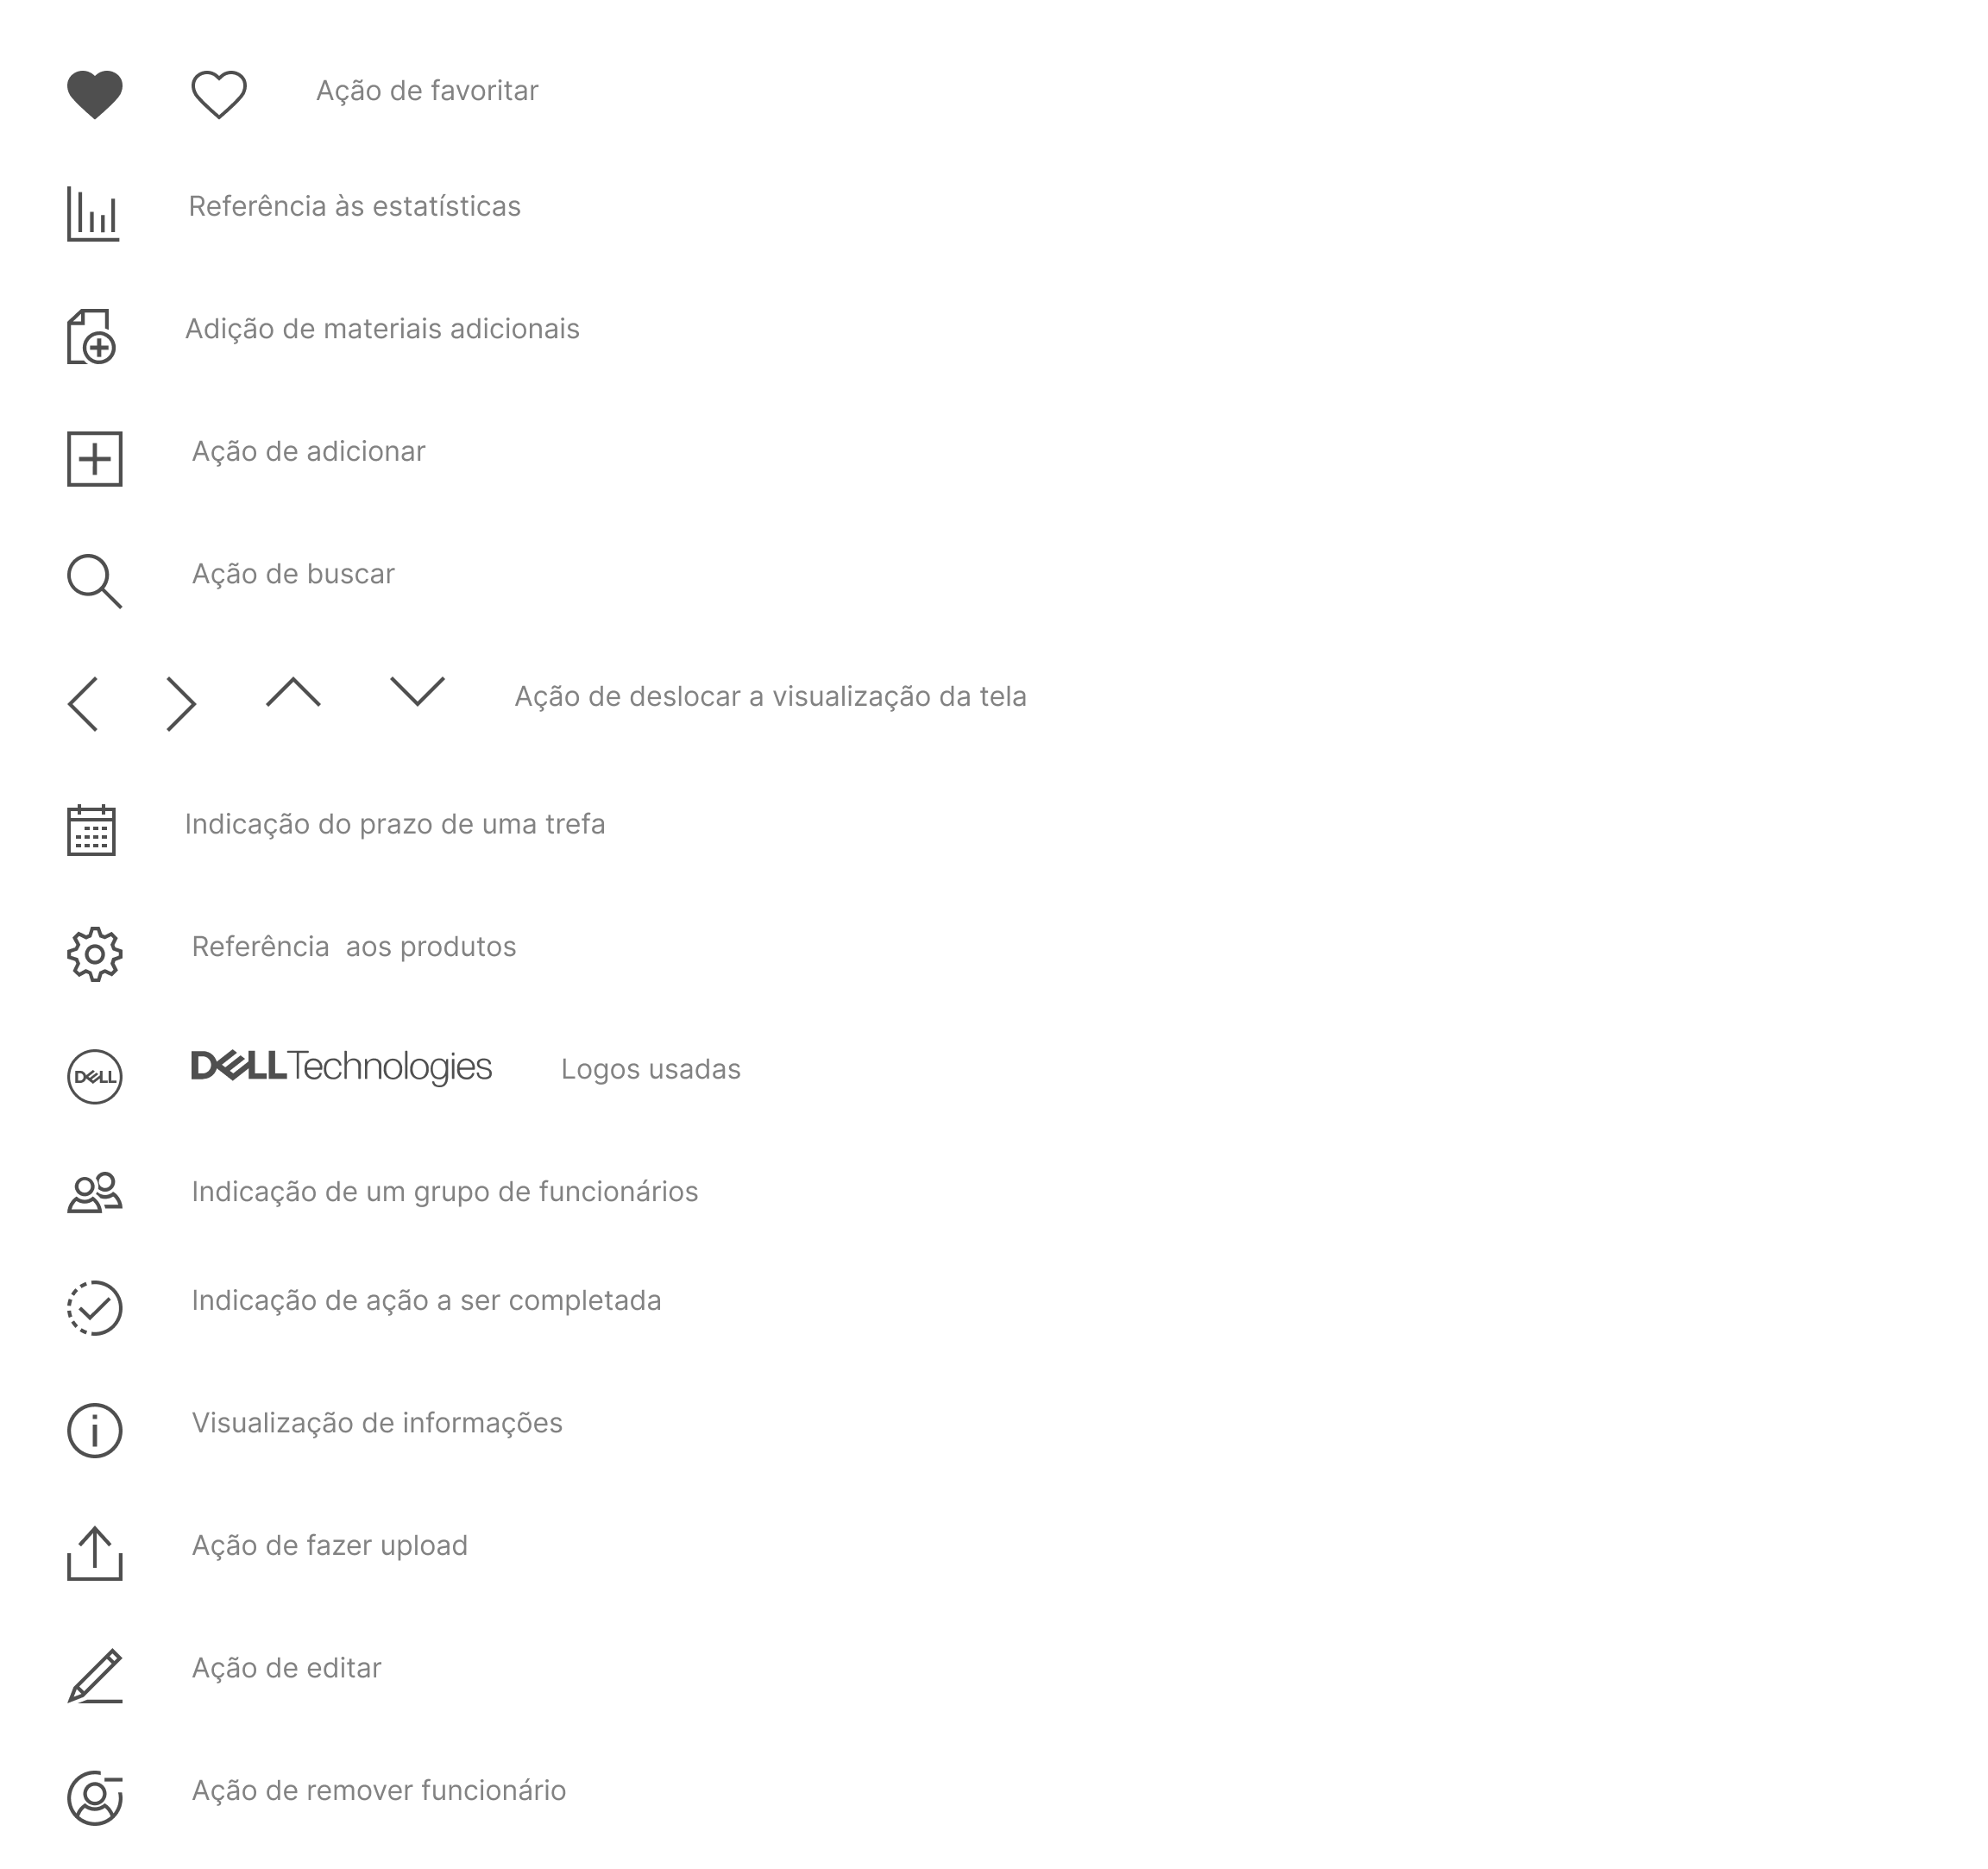 Ação de favoritar
Referência às estatísticas
Adição de materiais adicionais
Ação de adicionar
Ação de buscar
Ação de deslocar a visualização da tela
Indicação do prazo de uma trefa
Referência  aos produtos
DELL DELLTechnologies Logos usadas
Indicação de um grupo de funcionários
Indicação de ação a ser completada
Visualização de informações
Ação de fazer upload
Ação de editar
Ação de remover funcionário